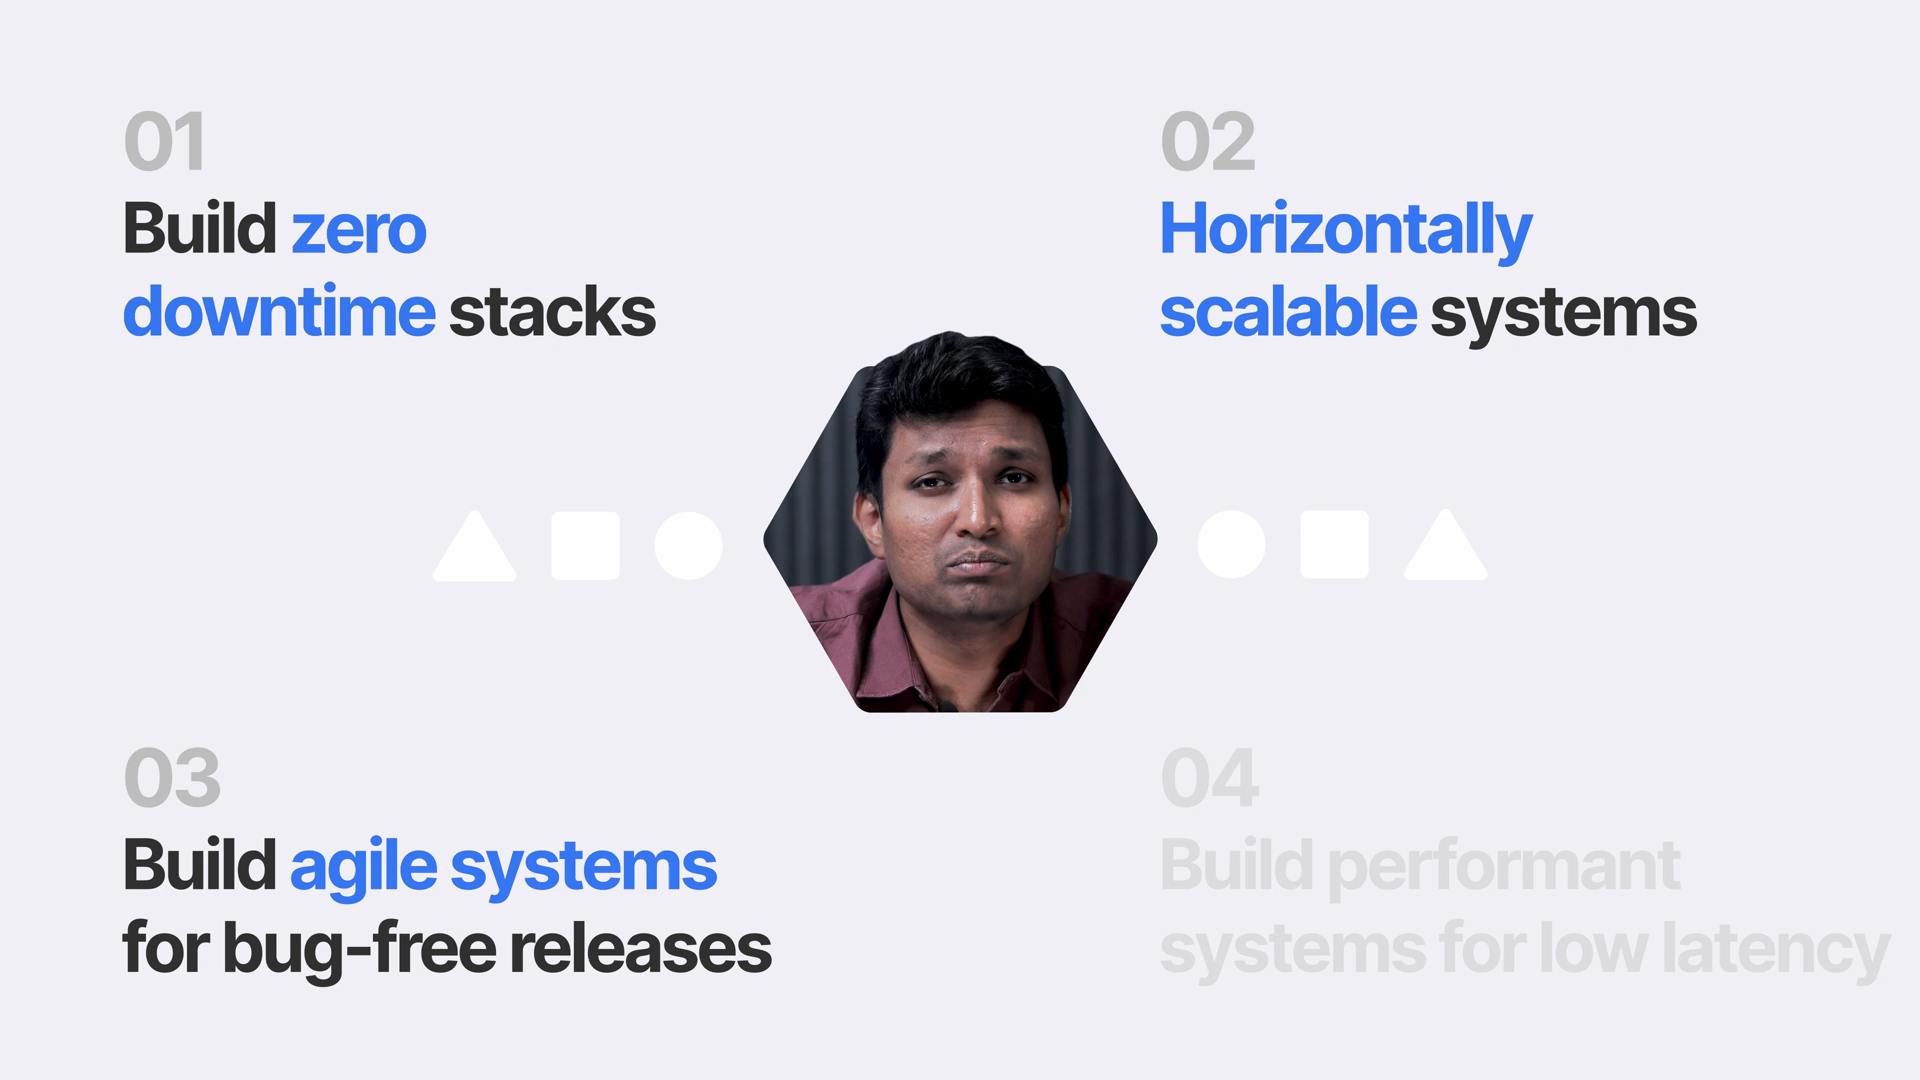 01
Build zero
downtime stacks
02
Horizontally
scalable systems
03
Build agile systems
for bug-free releases
04
Build performant
systems for low latency